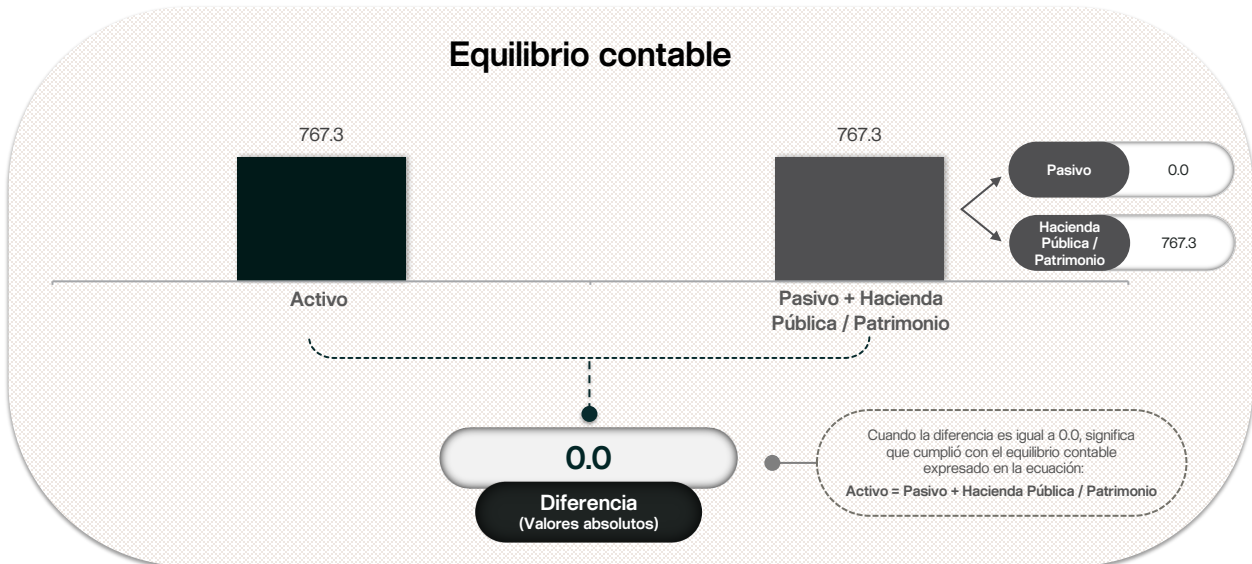 Equilibrio contable
767.3
767.3
Pasivo
0.0
Hacienda
Pública /
Patrimonio
767.3
Activo
Pasivo + Hacienda
Pública / Patrimonio
0.0
Diferencia
(Valores absolutos)
Cuando la diferencia es igual a 0.0, significa
que cumplió con el equilibrio contable
expresado en la ecuación:
Activo = Pasivo + Hacienda Pública / Patrimonio